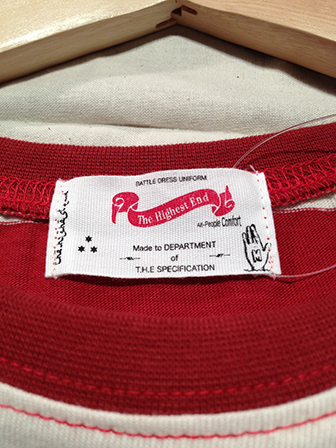 BATTLE DRESS UNIFORM
The Highest End
All-People Comfort
Made to DEPARTMENT
of
T.H.E SPECIFICATION